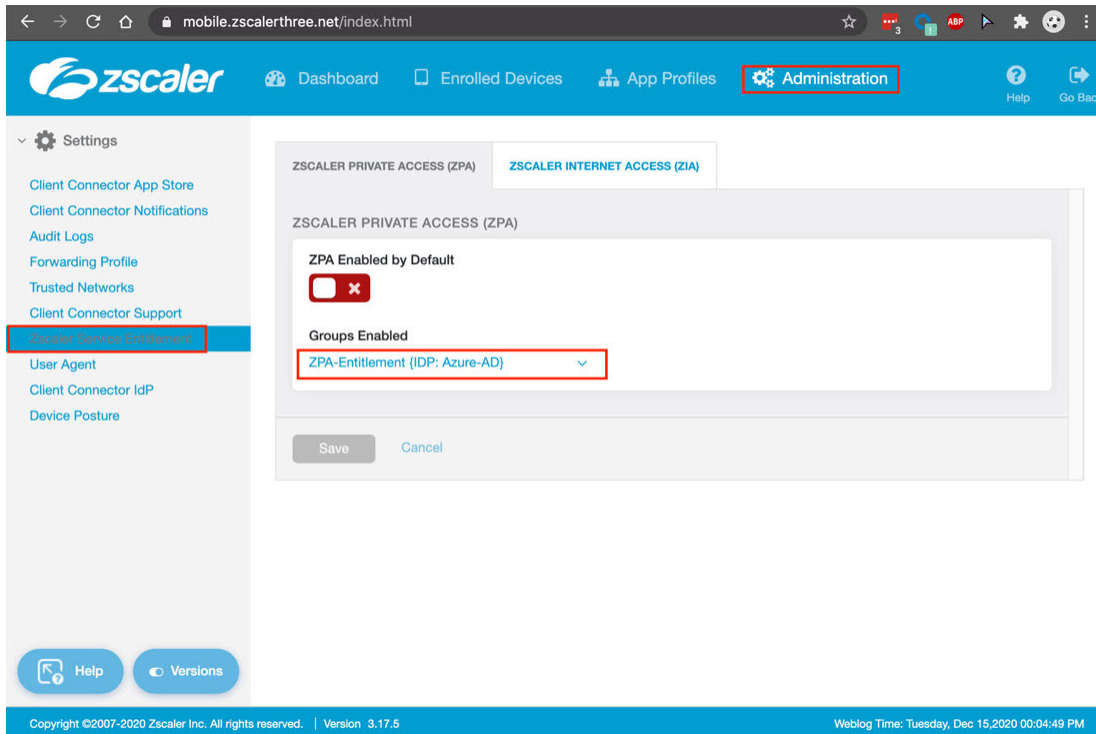 mobile.zscalerthree.net/index.html
3
1
ABP
zscaler
Dashboard
Enrolled Devices
App Profiles
Administration
Help
Go Bac
Settings
Client Connector App Store
Client Connector Notifications
Audit Logs
Forwarding Profile
Trusted Networks
Client Connector Support
Zscaler Service Entitlement
User Agent
Client Connector IdP
Device Posture
ZSCALER PRIVATE ACCESS (ZPA)
ZSCALER INTERNET ACCESS (ZIA)
ZSCALER PRIVATE ACCESS (ZPA)
ZPA Enabled by Default
Groups Enabled
ZPA-Entitlement {IDP: Azure-AD}
Save
Cancel
Help
Versions
Copyright ©2007-2020 Zscaler Inc. All rights reserved. | Version 3.17.5
Weblog Time: Tuesday, Dec 15,2020 00:04:49 PM